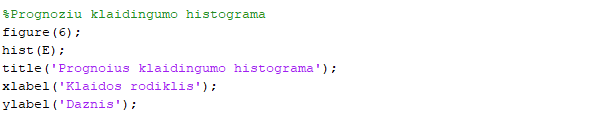 %Prognoziu klaidingumo histograma
figure(6);
hist(E);
title('Prognoius klaidingumo histograma');
xlabel('Klaidos rodiklis');
ylabel('Daznis');